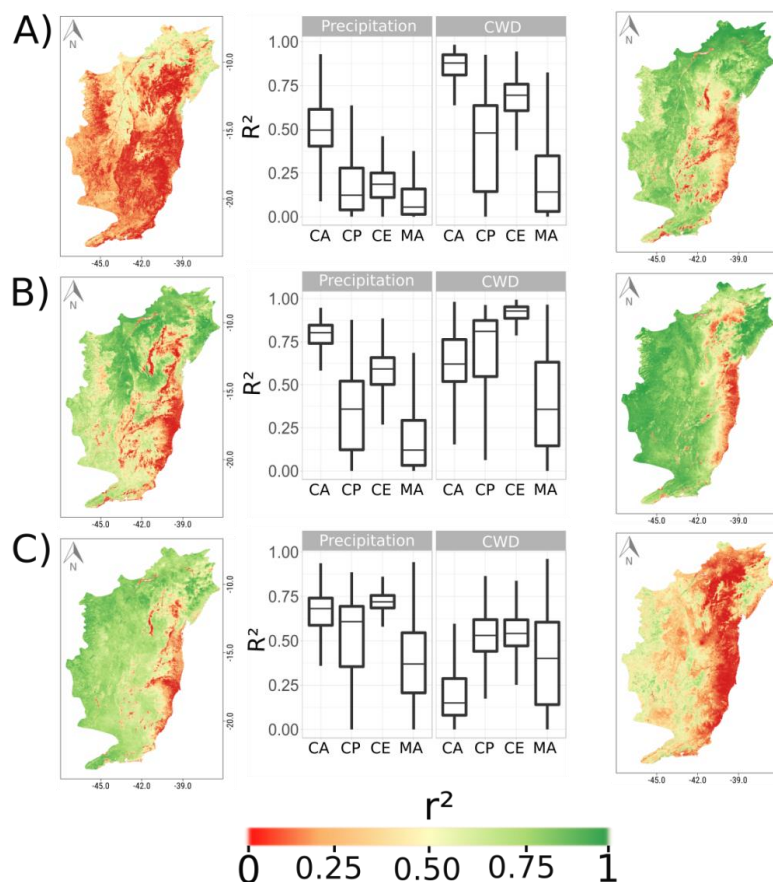 A)
N
-10.0
-15.0
-20.0
-45.0 -42.0 -39.0
Precipitation CWD
R²
1.00
0.75
0.50
0.25
0.00
CA CP CE MA CA CP CE MA
N
-45.0 -42.0 -39.0
B)
N
-10.0
-15.0
-20.0
-45.0 -42.0 -39.0
Precipitation CWD
R²
1.00
0.75
0.50
0.25
0.00
CA CP CE MA CA CP CE MA
N
-45.0 -42.0 -39.0
C)
N
-10.0
-15.0
-20.0
-45.0 -42.0 -39.0
Precipitation CWD
R²
1.00
0.75
0.50
0.25
0.00
CA CP CE MA CA CP CE MA
N
-45.0 -42.0 -39.0
r²
0 0.25 0.50 0.75 1